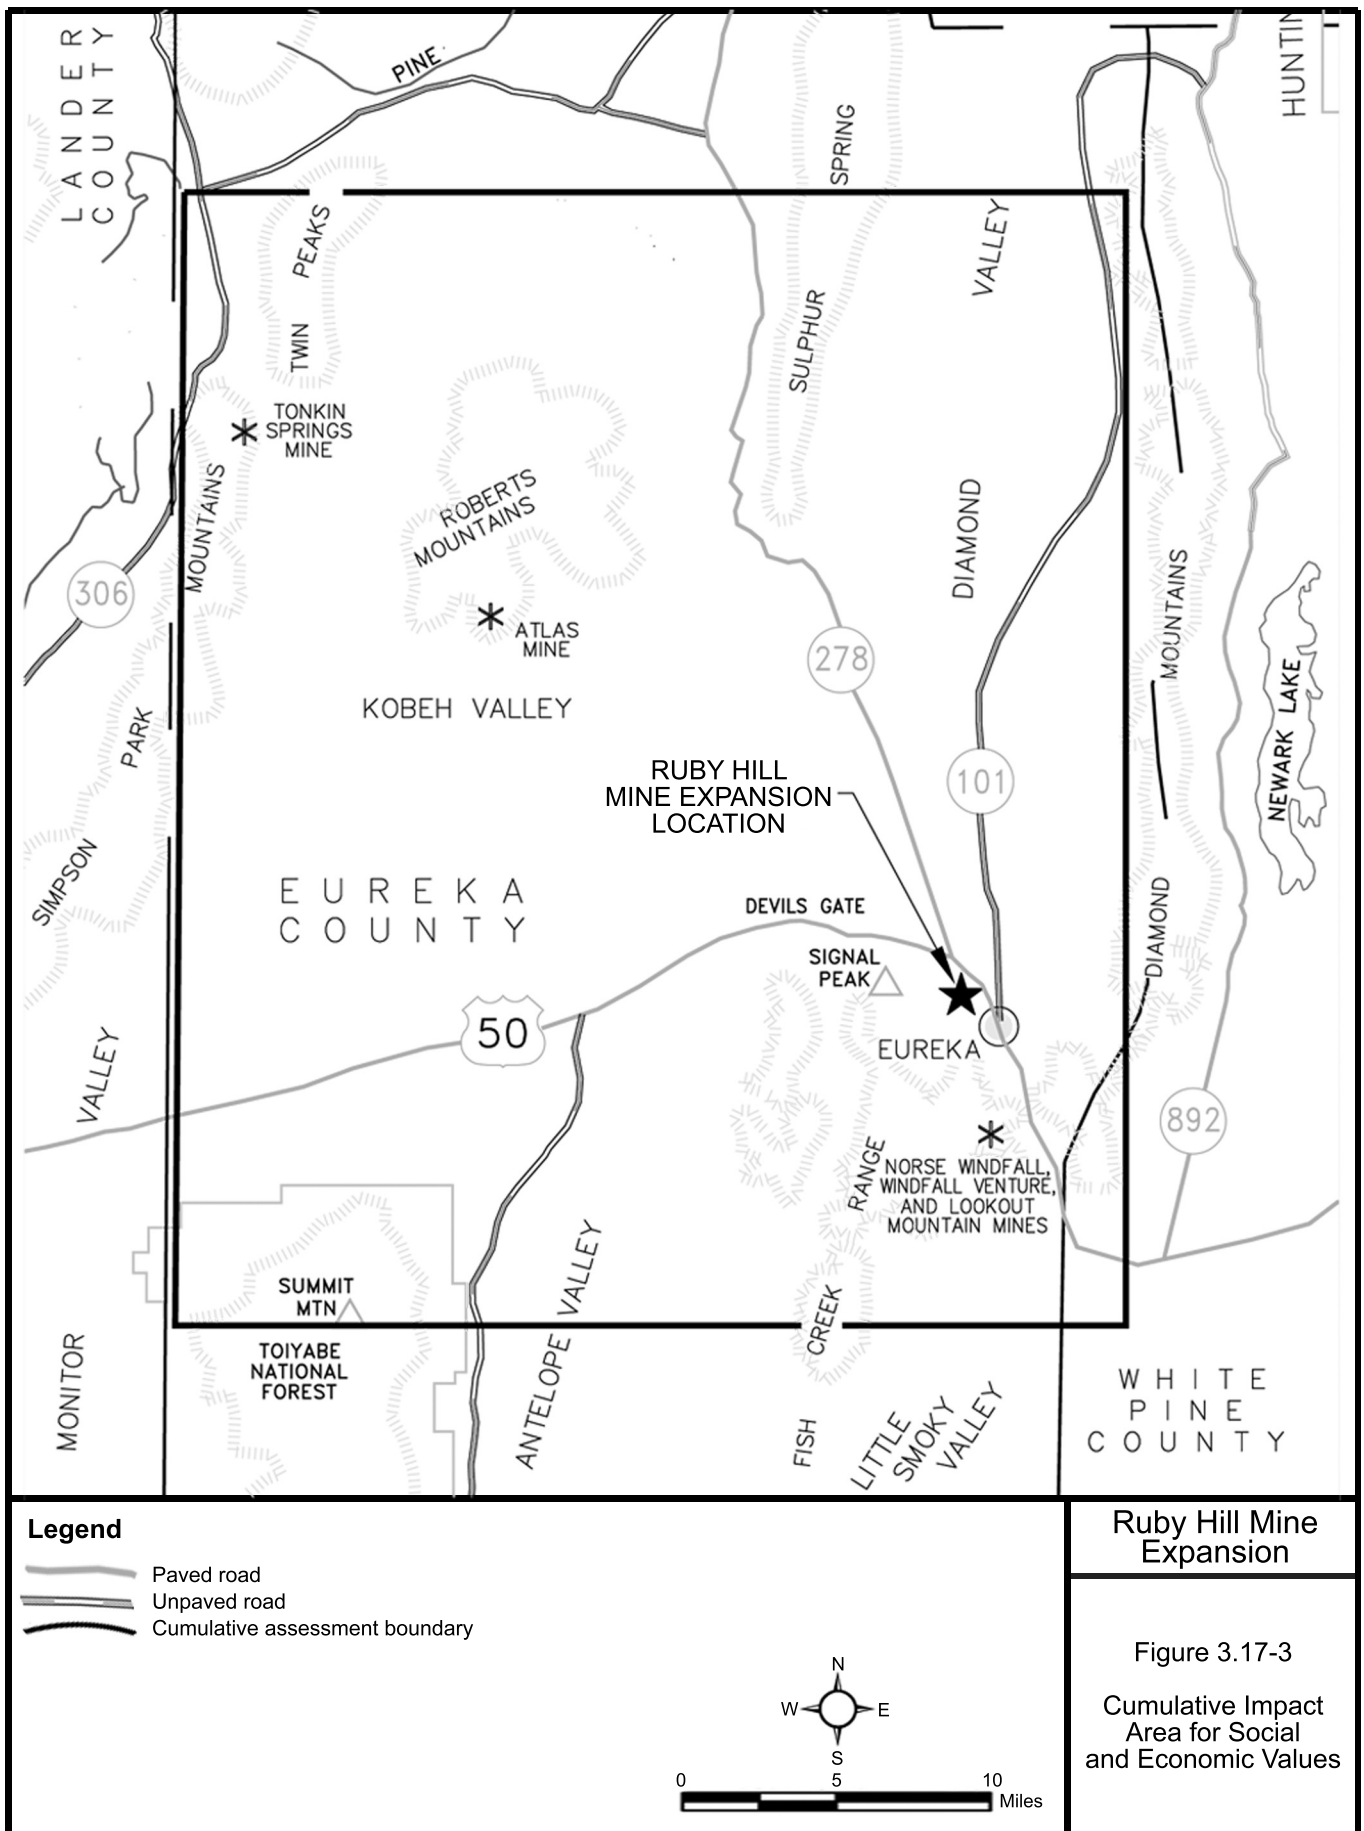 LANDER
COUNTY
PINE
HUNTIN
SPRING
PEAKS
TWIN
VALLEY
SULPHUR
TONKIN
SPRINGS
MINE
MOUNTAINS
ROBERTS
MOUNTAINS
DIAMOND
306
ATLAS
MINE
278
MOUNTAINS
KOBEH VALLEY
PARK
NEWARK LAKE
RUBY HILL
MINE EXPANSION
LOCATION
101
SIMPSON
EUREKA
COUNTY
DEVILS GATE
DIAMOND
SIGNAL
PEAK
50
EUREKA
VALLEY
892
RANGE
NORSE WINDFALL,
WINDFALL VENTURE,
AND LOOKOUT
MOUNTAIN MINES
SUMMIT
MTN
ANTELOPE VALLEY
CREEK
TOIYABE
NATIONAL
FOREST
MONITOR
FISH
LITTLE
SMOKY
VALLEY
WHITE
PINE
COUNTY
Legend
Paved road
Unpaved road
Cumulative assessment boundary
N
W E
S
0 5 10
Miles
Ruby Hill Mine
Expansion
Figure 3.17-3
Cumulative Impact
Area for Social
and Economic Values